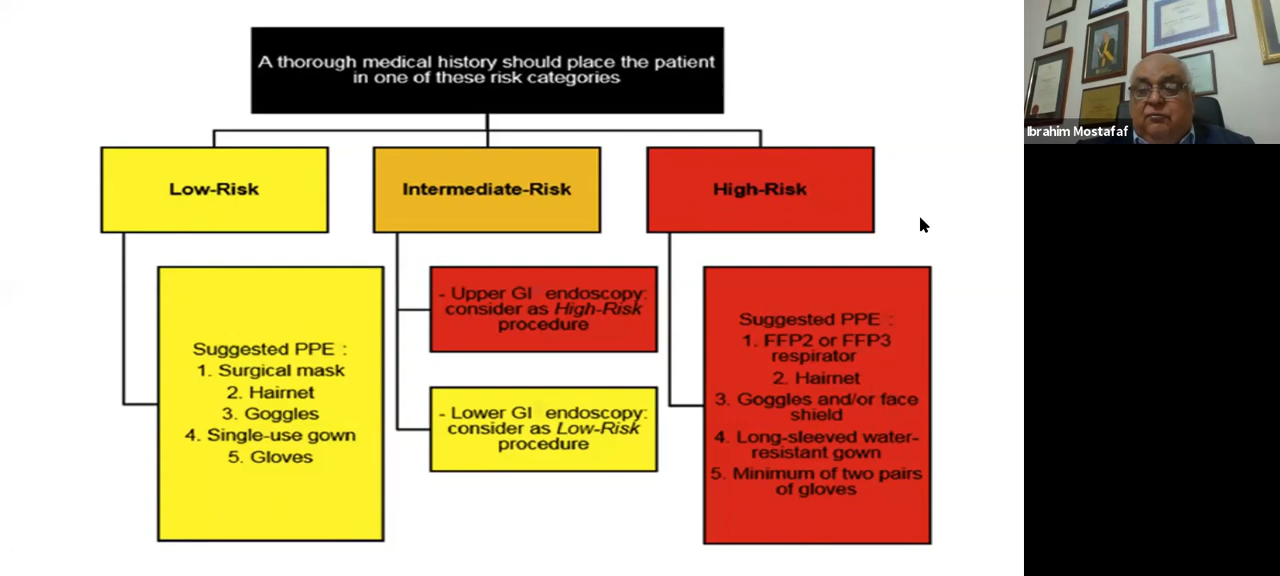 A thorough medical history should place the patient
in one of these risk categories
Low-Risk
Intermediate-Risk
High-Risk
Suggested PPE :
1. Surgical mask
2. Hairnet
3. Goggles
4. Single-use gown
5. Gloves
- Upper GI endoscopy:
consider as High-Risk
procedure
- Lower GI endoscopy:
consider as Low-Risk
procedure
Suggested PPE :
1. FFP2 or FFP3
respirator
2. Hairnet
3. Goggles and/or face
shield
4. Long-sleeved water-
resistant gown
5. Minimum of two pairs
of gloves
Ibrahim Mostafaf